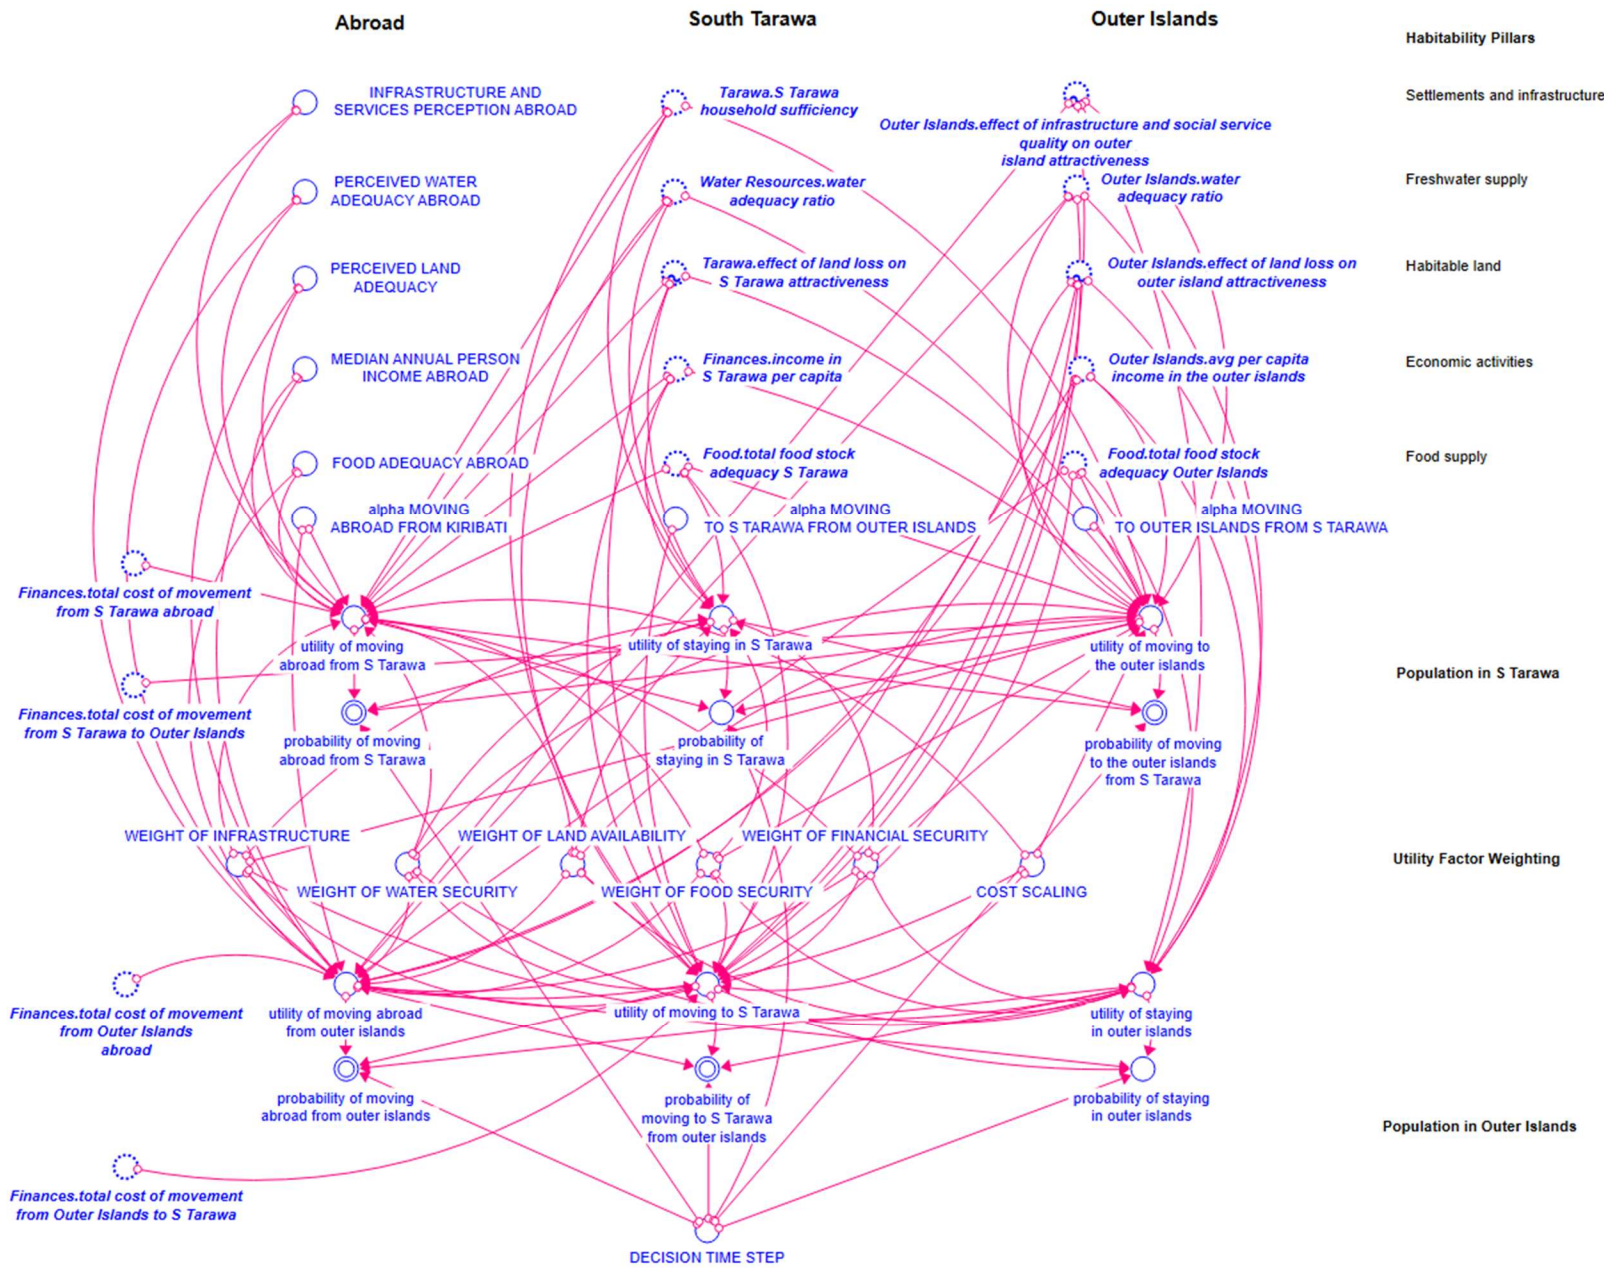 Abroad
South Tarawa
Outer Islands
Habitability Pillars
INFRASTRUCTURE AND
SERVICES PERCEPTION ABROAD
Tarawa.S Tarawa
household sufficiency
Outer Islands.effect of infrastructure and social service
quality on outer
island attractiveness
Settlements and infrastructure
PERCEIVED WATER
ADEQUACY ABROAD
Water Resources.water
adequacy ratio
Outer Islands.water
adequacy ratio
Freshwater supply
PERCEIVED LAND
ADEQUACY
Tarawa.effect of land loss on
S Tarawa attractiveness
Outer Islands.effect of land loss on
outer island attractiveness
Habitable land
MEDIAN ANNUAL PERSON
INCOME ABROAD
Finances.income in
S Tarawa per capita
Outer Islands.avg per capita
income in the outer islands
Economic activities
FOOD ADEQUACY ABROAD
Food.total food stock
adequacy S Tarawa
Food.total food stock
adequacy Outer Islands
Food supply
alpha MOVING
ABROAD FROM KIRIBATI
alpha MOVING
TO S TARAWA FROM OUTER ISLANDS
alpha MOVING
TO OUTER ISLANDS FROM S TARAWA
Finances.total cost of movement
from S Tarawa abroad
utility of moving
abroad from S Tarawa
utility of staying in S Tarawa
utility of moving to
the outer islands
Population in S Tarawa
Finances.total cost of movement
from S Tarawa to Outer Islands
probability of moving
abroad from S Tarawa
probability of
staying in S Tarawa
probability of moving
to the outer islands
from S Tarawa
WEIGHT OF INFRASTRUCTURE
WEIGHT OF LAND AVAILABILITY
WEIGHT OF FINANCIAL SECURITY
Utility Factor Weighting
WEIGHT OF WATER SECURITY
WEIGHT OF FOOD SECURITY
COST SCALING
Finances.total cost of movement
from Outer Islands
abroad
utility of moving abroad
from outer islands
utility of moving to S Tarawa
utility of staying
in outer islands
probability of moving
abroad from outer islands
probability of
moving to S Tarawa
from outer islands
probability of staying
in outer islands
Population in Outer Islands
Finances.total cost of movement
from Outer Islands to S Tarawa
DECISION TIME STEP